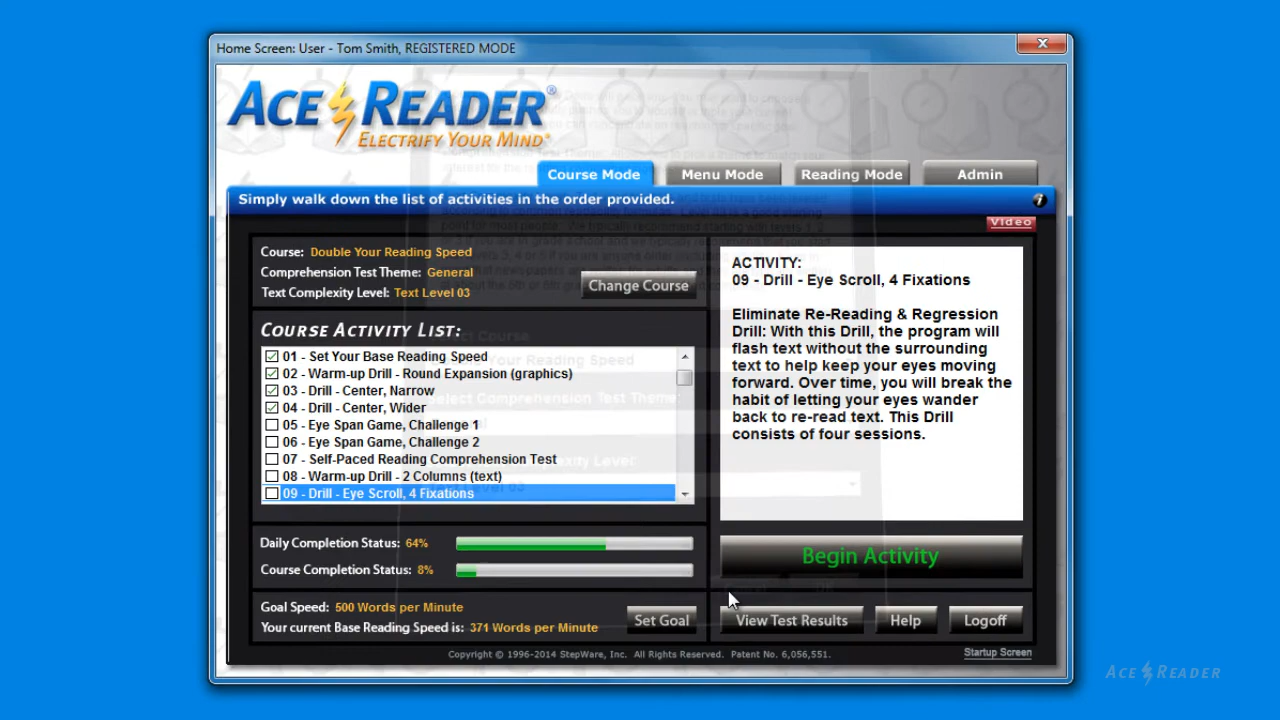 Home Screen: User - Tom Smith, REGISTERED MODE
ACE READER®
ELECTRIFY YOUR MIND®
Course Mode
Menu Mode
Reading Mode
Admin
Simply walk down the list of activities in the order provided.
Video
Course: Double Your Reading Speed
Comprehension Test Theme: General
Text Complexity Level: Text Level 03
Change Course
COURSE ACTIVITY LIST:
01 - Set Your Base Reading Speed
02 - Warm-up Drill - Round Expansion (graphics)
03 - Drill - Center, Narrow
04 - Drill - Center, Wider
05 - Eye Span Game, Challenge 1
06 - Eye Span Game, Challenge 2
07 - Self-Paced Reading Comprehension Test
08 - Warm-up Drill - 2 Columns (text)
09 - Drill - Eye Scroll, 4 Fixations
ACTIVITY:
09 - Drill - Eye Scroll, 4 Fixations
Eliminate Re-Reading & Regression
Drill: With this Drill, the program will
flash text without the surrounding
text to help keep your eyes moving
forward. Over time, you will break the
habit of letting your eyes wander
back to re-read text. This Drill
consists of four sessions.
Daily Completion Status: 64%
Course Completion Status: 8%
Begin Activity
Goal Speed: 500 Words per Minute
Your current Base Reading Speed is: 371 Words per Minute
Set Goal
View Test Results
Help
Logoff
Copyright © 1996-2014 StepWare, Inc. All Rights Reserved. Patent No. 6,056,551.
Startup Screen
ACE READER